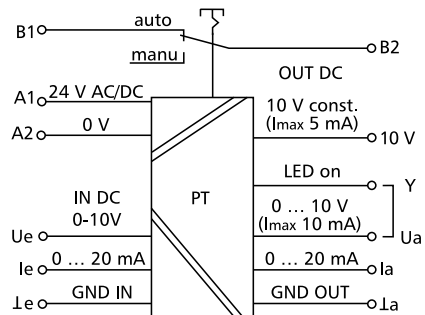 B1 auto B2
manu
OUT DC
A1 24 V AC/DC
10 V const.
A2 0 V
(Imax 5 mA) 10 V
LED on Y
IN DC PT
0-10V
0 ... 10 V
(Imax 10 mA)
Ue Ua
Ie 0 ... 20 mA 0 ... 20 mA Ia
⊥e GND IN GND OUT ⊥a